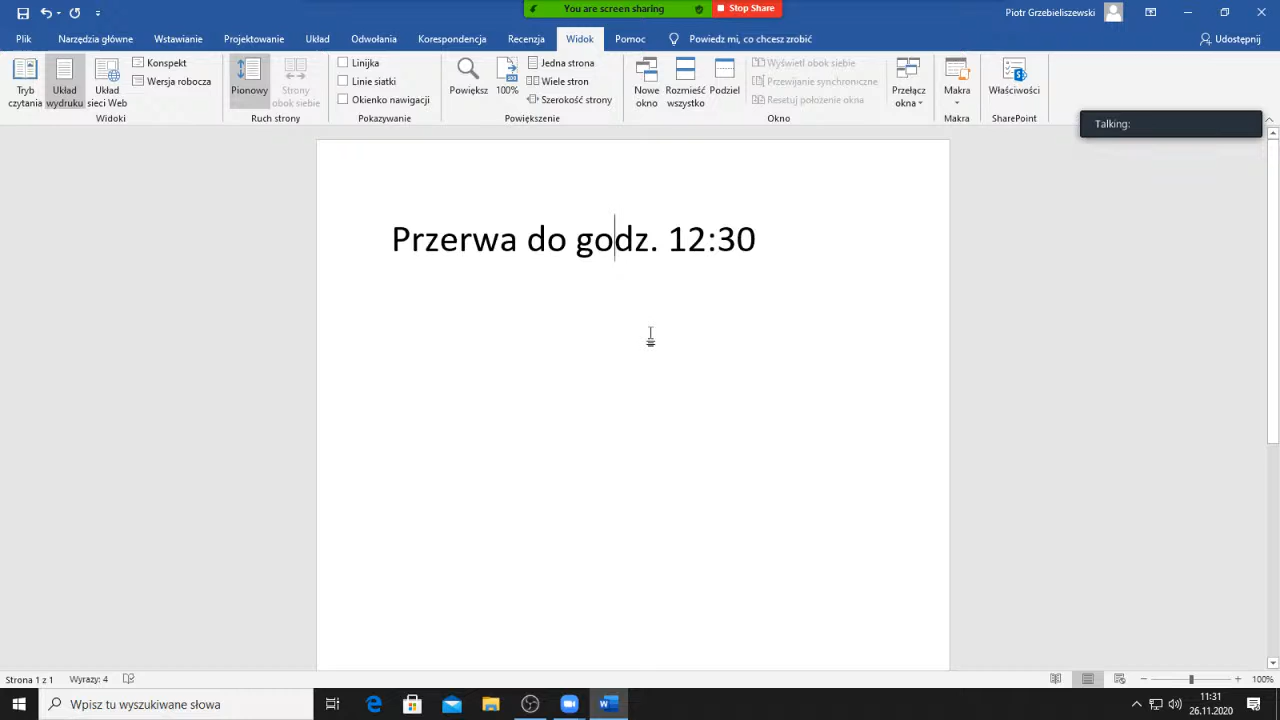 You are screen sharing
Stop Share
Piotr Grzebieliszewski
Plik
Narzędzia główne
Wstawianie
Projektowanie
Układ
Odwołania
Korespondencja
Recenzja
Widok
Pomoc
Powiedz mi, co chcesz zrobić
Udostępnij
Tryb czytania
Układ wydruku
Układ sieci Web
Konspekt
Wersja robocza
Widoki
Pionowy
Strony obok siebie
Ruch strony
Linijka
Linie siatki
Okienko nawigacji
Pokazywanie
Powiększ
100%
Jedna strona
Wiele stron
Szerokość strony
Powiększenie
Nowe okno
Rozmieść wszystko
Podziel
Wyświetl obok siebie
Przewijanie synchroniczne
Resetuj położenie okna
Przełącz okna
Okno
Makra
Makra
Właściwości
SharePoint
Talking:
Przerwa do godz. 12:30
Strona 1 z 1
Wyrazy: 4
100%
Wpisz tu wyszukiwane słowa
11:31
26.11.2020